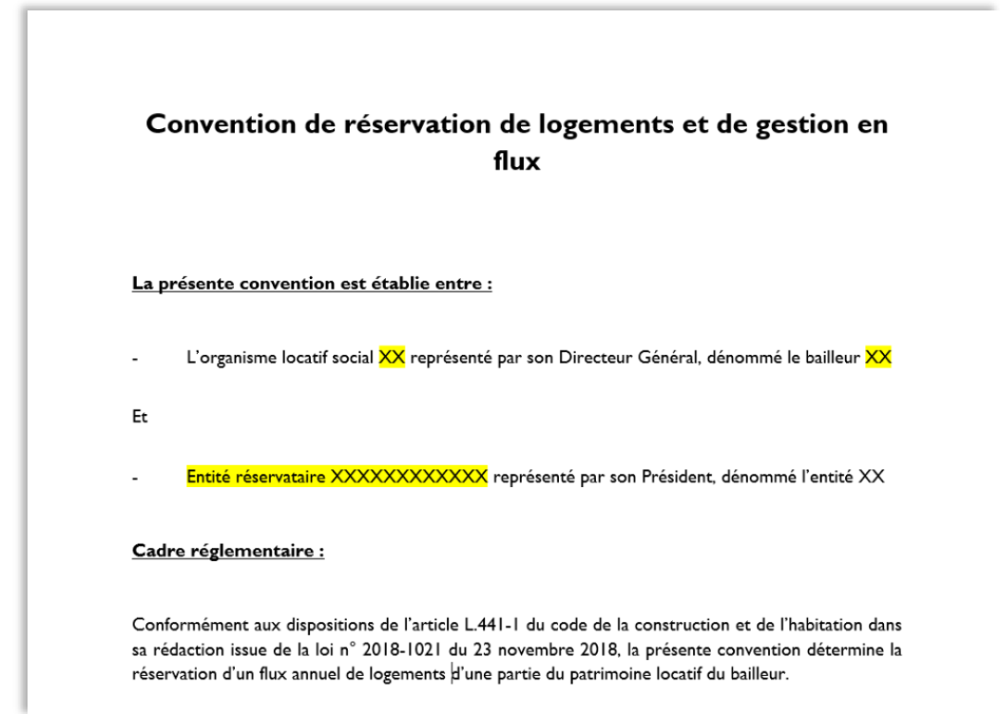 Convention de réservation de logements et de gestion en
flux
La présente convention est établie entre :
- L’organisme locatif social XX représenté par son Directeur Général, dénommé le bailleur XX
Et
- Entité réservataire XXXXXXXXXXXX représenté par son Président, dénommé l’entité XX
Cadre réglementaire :
Conformément aux dispositions de l’article L.441-1 du code de la construction et de l’habitation dans
sa rédaction issue de la loi n° 2018-1021 du 23 novembre 2018, la présente convention détermine la
réservation d’un flux annuel de logements d’une partie du patrimoine locatif du bailleur.